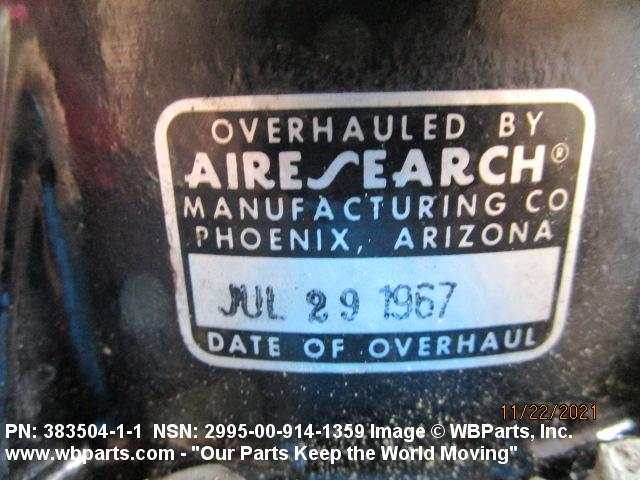 OVERHAULED BY
AIRESEARCH®
MANUFACTURING CO
PHOENIX, ARIZONA
JUL 29 1967
DATE OF OVERHAUL
11/22/2021
PN: 383504-1-1 NSN: 2995-00-914-1359 Image © WBParts, Inc.
www.wbparts.com - "Our Parts Keep the World Moving"